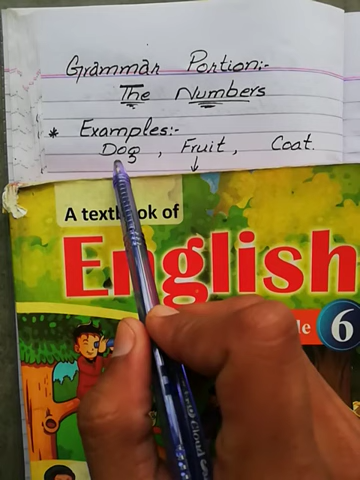 Grammar Portion:-
The Numbers
* Examples:-
Dog, Fruit, Coat.
↓
A textbook of
English
6